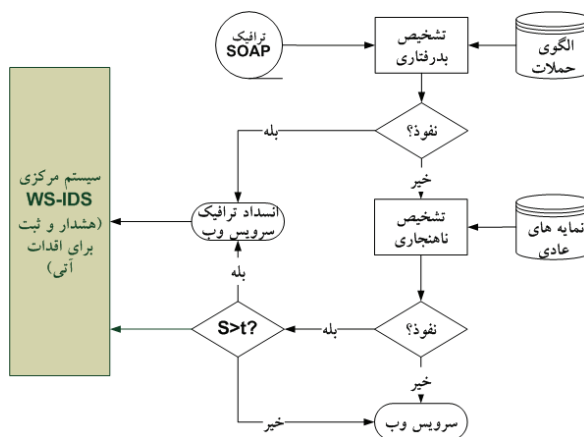 ترافیک
SOAP
تشخیص
بدرفتاری
الگوی
حملات
نفوذ؟
بله
خیر
سیستم مرکزی
WS-IDS
(هشدار و ثبت
برای اقدات
آتی)
انسداد ترافیک
سرویس وب
تشخیص
ناهنجاری
نمایه های
عادی
بله
S>t?
بله
نفوذ؟
خیر
خیر
سرویس وب